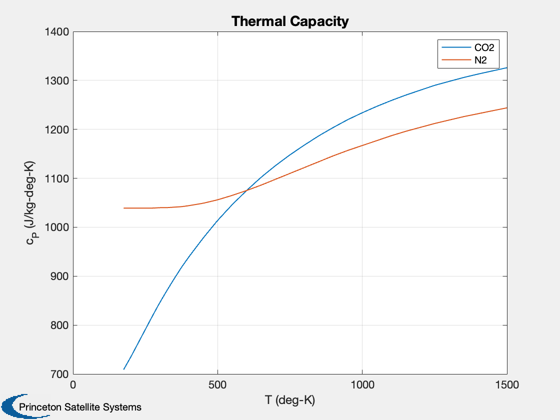 Thermal Capacity
1400
1300
1200
1100
1000
900
800
700
CO2
N2
0
500
1000
1500
cP (J/kg-deg-K)
T (deg-K)
Princeton Satellite Systems